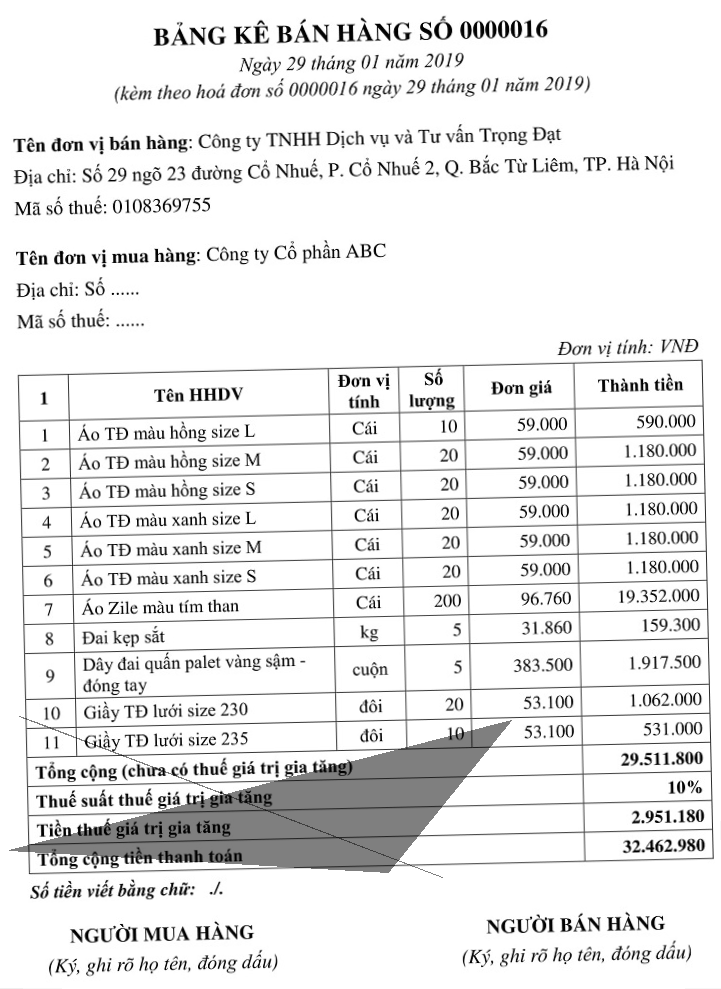 BẢNG KÊ BÁN HÀNG SỐ 0000016
Ngày 29 tháng 01 năm 2019
(kèm theo hoá đơn số 0000016 ngày 29 tháng 01 năm 2019)
Tên đơn vị bán hàng: Công ty TNHH Dịch vụ và Tư vấn Trọng Đạt
Địa chỉ: Số 29 ngõ 23 đường Cổ Nhuế, P. Cổ Nhuế 2, Q. Bắc Từ Liêm, TP. Hà Nội
Mã số thuế: 0108369755
Tên đơn vị mua hàng: Công ty Cổ phần ABC
Địa chỉ: Số ......
Mã số thuế: ......
Đơn vị tính: VNĐ
1 Tên HHDV Đơn vị tính Số lượng Đơn giá Thành tiền
1 Áo TĐ màu hồng size L Cái 10 59.000 590.000
2 Áo TĐ màu hồng size M Cái 20 59.000 1.180.000
3 Áo TĐ màu hồng size S Cái 20 59.000 1.180.000
4 Áo TĐ màu xanh size L Cái 20 59.000 1.180.000
5 Áo TĐ màu xanh size M Cái 20 59.000 1.180.000
6 Áo TĐ màu xanh size S Cái 20 59.000 1.180.000
7 Áo Zile màu tím than Cái 200 96.760 19.352.000
8 Đai kẹp sắt kg 5 31.860 159.300
9 Dây đai quấn palet vàng sậm - đóng tay cuộn 5 383.500 1.917.500
10 Giầy TĐ lưới size 230 đôi 20 53.100 1.062.000
11 Giầy TĐ lưới size 235 đôi 10 53.100 531.000
Tổng cộng (chưa có thuế giá trị gia tăng) 29.511.800
Thuế suất thuế giá trị gia tăng 10%
Tiền thuế giá trị gia tăng 2.951.180
Tổng cộng tiền thanh toán 32.462.980
Số tiền viết bằng chữ: ./.
NGƯỜI MUA HÀNG NGƯỜI BÁN HÀNG
(Ký, ghi rõ họ tên, đóng dấu) (Ký, ghi rõ họ tên, đóng dấu)